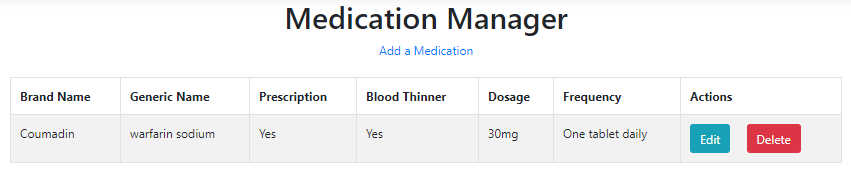 Medication Manager
Add a Medication
Brand Name Generic Name Prescription Blood Thinner Dosage Frequency Actions
Coumadin warfarin sodium Yes Yes 30mg One tablet daily Edit Delete